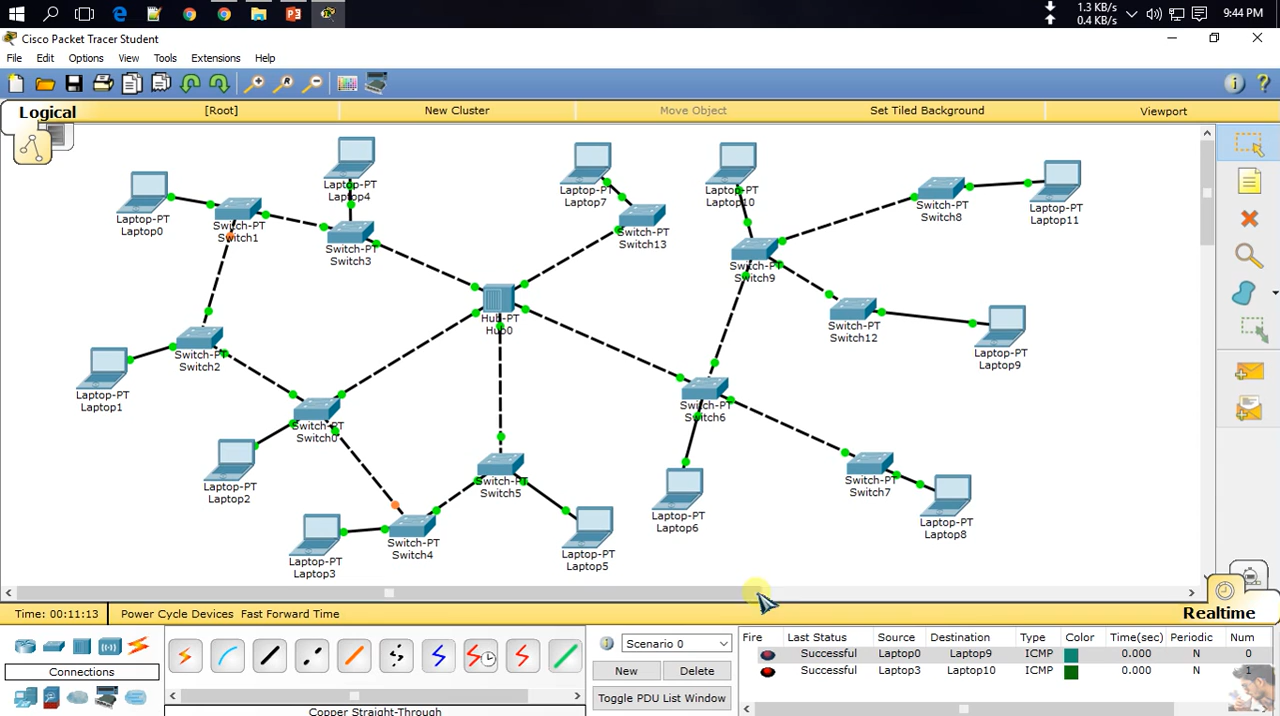 1.3 KB/s
0.4 KB/s
9:44 PM
Cisco Packet Tracer Student
File Edit Options View Tools Extensions Help
Logical
[Root]
New Cluster
Move Object
Set Tiled Background
Viewport
Laptop-PT
Laptop0
Switch-PT
Switch1
Laptop-PT
Laptop4
Switch-PT
Switch3
Laptop-PT
Laptop7
Switch-PT
Switch13
Laptop-PT
Laptop10
Switch-PT
Switch9
Switch-PT
Switch8
Laptop-PT
Laptop11
Hub-PT
Hub0
Switch-PT
Switch12
Laptop-PT
Laptop9
Switch-PT
Switch2
Laptop-PT
Laptop1
Switch-PT
Switch0
Switch-PT
Switch6
Laptop-PT
Laptop2
Switch-PT
Switch5
Switch-PT
Switch7
Laptop-PT
Laptop6
Laptop-PT
Laptop8
Switch-PT
Switch4
Laptop-PT
Laptop3
Laptop-PT
Laptop5
Time: 00:11:13
Power Cycle Devices Fast Forward Time
Realtime
Connections
Copper Straight-Through
Scenario 0
New
Delete
Toggle PDU List Window
Fire Last Status Source Destination Type Color Time(sec) Periodic Num
Successful Laptop0 Laptop9 ICMP 0.000 N 0
Successful Laptop3 Laptop10 ICMP 0.000 N 1